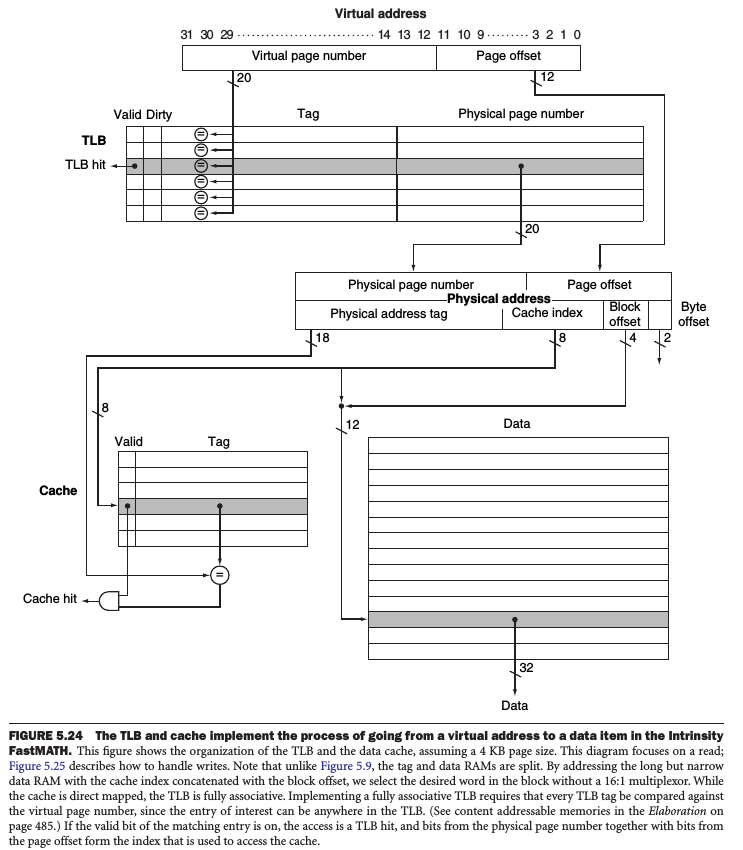 Virtual address
31 30 29 ··················· 14 13 12 11 10 9 ········· 3 2 1 0
Virtual page number Page offset
20 12
Valid Dirty Tag Physical page number
TLB
=
=
TLB hit =
=
=
=
20
Physical page number Page offset
Physical address
Physical address tag Cache index Block offset Byte offset
18 8 4 2
8
12
Valid Tag Data
Cache
=
Cache hit
32
Data
FIGURE 5.24 The TLB and cache implement the process of going from a virtual address to a data item in the Intrinsity
FastMATH. This figure shows the organization of the TLB and the data cache, assuming a 4 KB page size. This diagram focuses on a read;
Figure 5.25 describes how to handle writes. Note that unlike Figure 5.9, the tag and data RAMs are split. By addressing the long but narrow
data RAM with the cache index concatenated with the block offset, we select the desired word in the block without a 16:1 multiplexor. While
the cache is direct mapped, the TLB is fully associative. Implementing a fully associative TLB requires that every TLB tag be compared against
the virtual page number, since the entry of interest can be anywhere in the TLB. (See content addressable memories in the Elaboration on
page 485.) If the valid bit of the matching entry is on, the access is a TLB hit, and bits from the physical page number together with bits from
the page offset form the index that is used to access the cache.